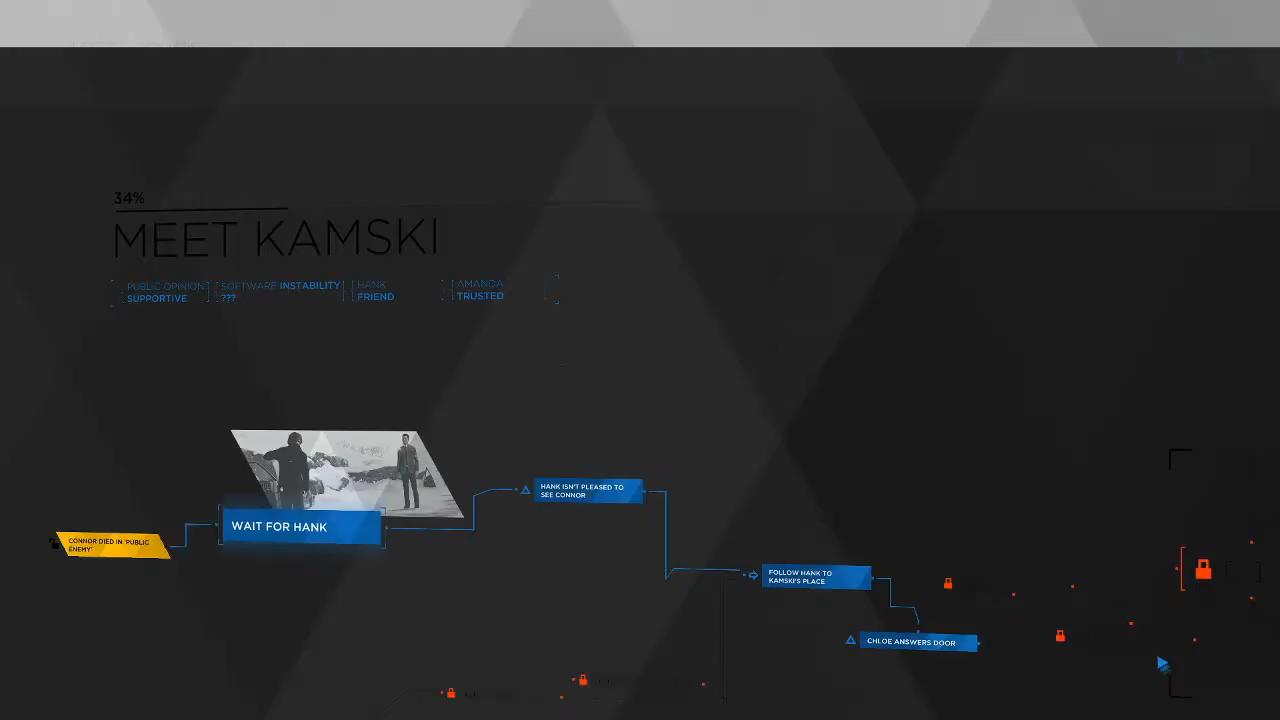 34%
MEET KAMSKI
PUBLIC OPINION
SUPPORTIVE
SOFTWARE INSTABILITY
???
HANK
FRIEND
AMANDA
TRUSTED
CONNOR DIED IN 'PUBLIC
ENEMY'
WAIT FOR HANK
HANK ISN'T PLEASED TO
SEE CONNOR
FOLLOW HANK TO
KAMSKI'S PLACE
CHLOE ANSWERS DOOR